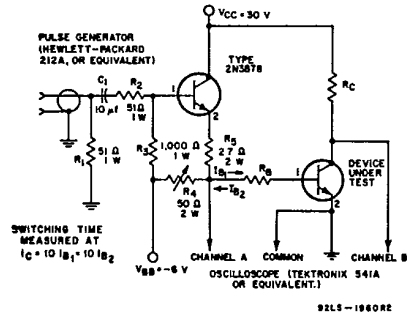 VCC = 30 V
PULSE GENERATOR
(HEWLETT-PACKARD
212A, OR EQUIVALENT)
TYPE
2N3878
C1
10 µf
R2
51Ω
1 W
1
2
RC
R1
51 Ω
1 W
R3
1,000 Ω
1 W
R5
27 Ω
2 W
IB1
IB2
RB
1
2
DEVICE
UNDER
TEST
R4
50 Ω
2 W
SWITCHING TIME
MEASURED AT
IC = 10 IB1 = 10 IB2
VBB = -6 V
CHANNEL A
COMMON
CHANNEL B
OSCILLOSCOPE (TEKTRONIX 541A
OR EQUIVALENT.)
92LS-1960R2